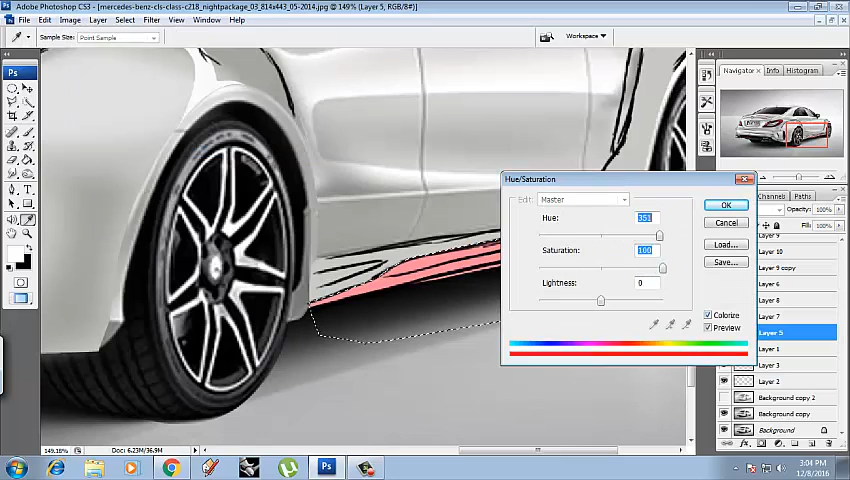 Adobe Photoshop CS3 - [mercedes-benz-cls-class-c218_nightpackage_03_814x443_05-2014.jpg @ 149% (Layer 5, RGB/8#)]
File Edit Image Layer Select Filter View Window Help
Sample Size: Point Sample
Workspace
Ps
Navigator Info Histogram
Hue/Saturation
Edit: Master
Hue: 351
Saturation: 100
Lightness: 0
OK
Cancel
Load...
Save...
Colorize
Preview
Channels Paths
Opacity: 100%
Fill: 100%
Layer 9
Layer 10
Layer 9 copy
Layer 6
Layer 8
Layer 7
Layer 5
Layer 1
Layer 3
Layer 2
Background copy 2
Background copy
Background
149.18% Doc: 6.23M/36.9M
Ps
3:04 PM
12/8/2016